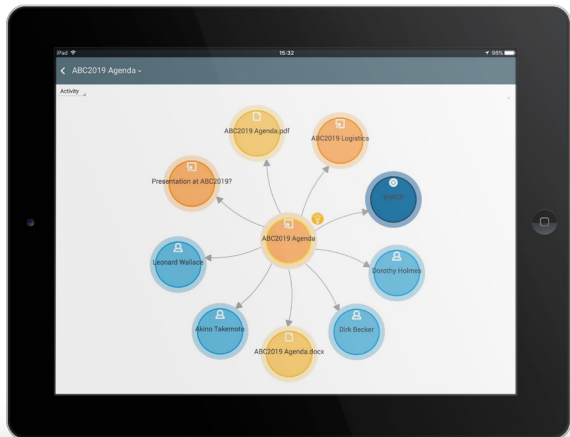 iPad
15:32
98%
ABC2019 Agenda
Activity
ABC2019 Agenda.pdf
ABC2019 Logistics
Presentation at ABC2019?
ABC2019 Agenda
Leonard Wallace
Dorothy Holmes
Akino Takemoto
Dirk Becker
ABC2019 Agenda.docx